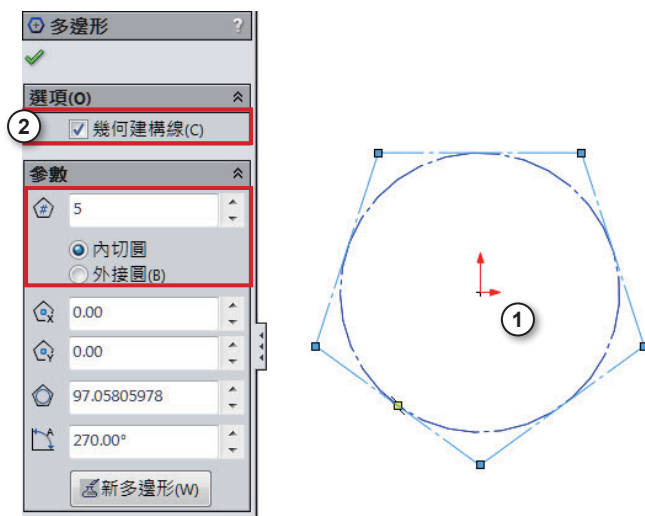 多邊形 ?
選項(O)
2
幾何建構線(C)
參數
# 5
內切圓
外接圓(B)
x 0.00
Y 0.00
97.05805978
A 270.00°
新多邊形(W)
1